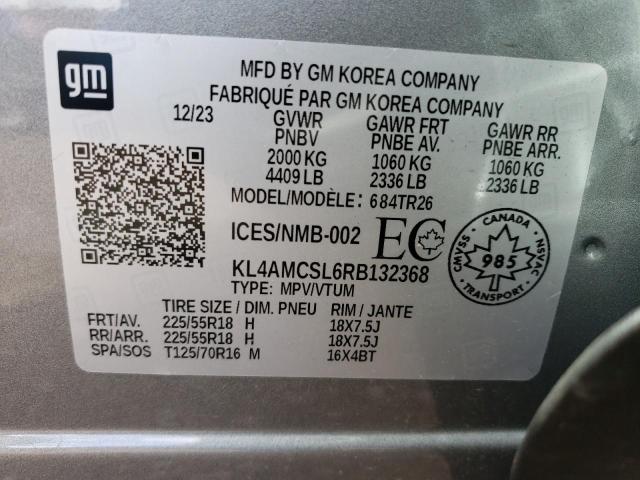 gm
MFD BY GM KOREA COMPANY
FABRIQUÉ PAR GM KOREA COMPANY
12/23 GVWR GAWR FRT GAWR RR
PNBV PNBE AV. PNBE ARR.
2000 KG 1060 KG 1060 KG
4409 LB 2336 LB 2336 LB
MODEL/MODÈLE: 684TR26
ICES/NMB-002 EC
CANADA
CMVSS 985 NSVAC
TRANSPORT
KL4AMCSL6RB132368
TYPE: MPV/VTUM
TIRE SIZE / DIM. PNEU RIM / JANTE
FRT/AV. 225/55R18 H 18X7.5J
RR/ARR. 225/55R18 H 18X7.5J
SPA/SOS T125/70R16 M 16X4BT